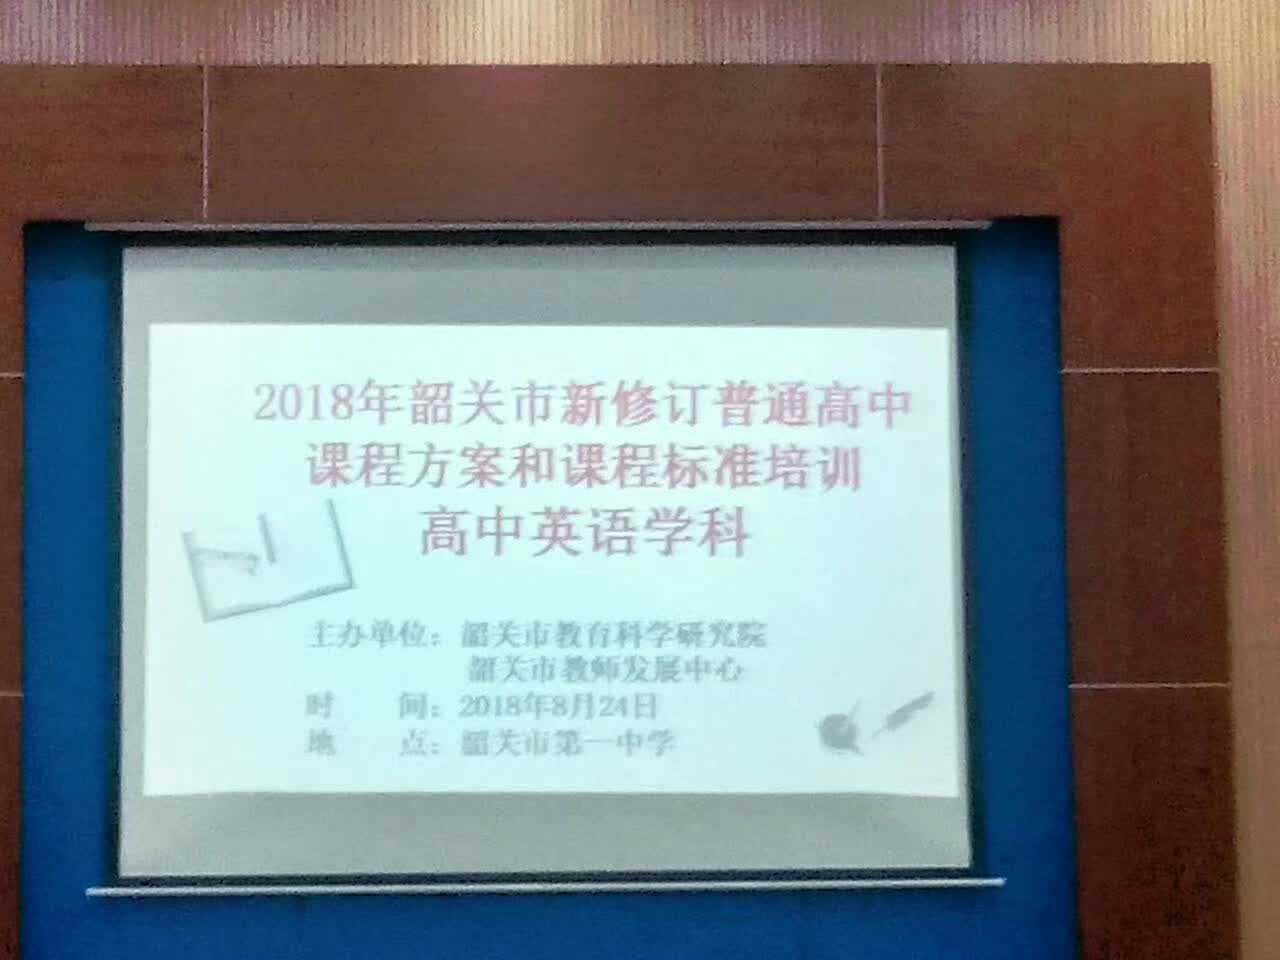 2018年韶关市新修订普通高中
课程方案和课程标准培训
高中英语学科
主办单位：韶关市教育科学研究院
韶关市教师发展中心
时　　间：2018年8月24日
地　　点：韶关市第一中学